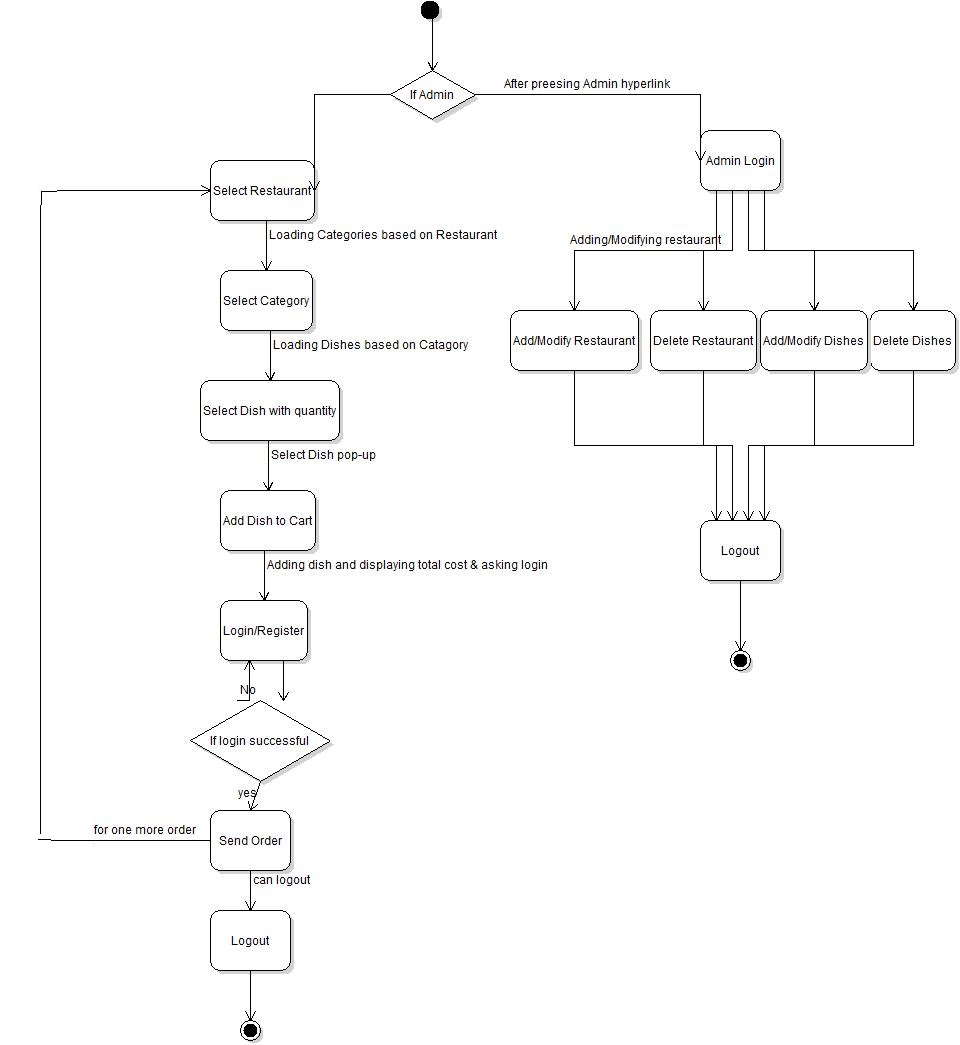 If Admin
After preesing Admin hyperlink
Admin Login
Select Restaurant
Loading Categories based on Restaurant
Adding/Modifying restaurant
Select Category
Add/Modify Restaurant
Delete Restaurant
Add/Modify Dishes
Delete Dishes
Loading Dishes based on Catagory
Select Dish with quantity
Select Dish pop-up
Add Dish to Cart
Logout
Adding dish and displaying total cost & asking login
Login/Register
No
If login successful
yes
for one more order
Send Order
can logout
Logout